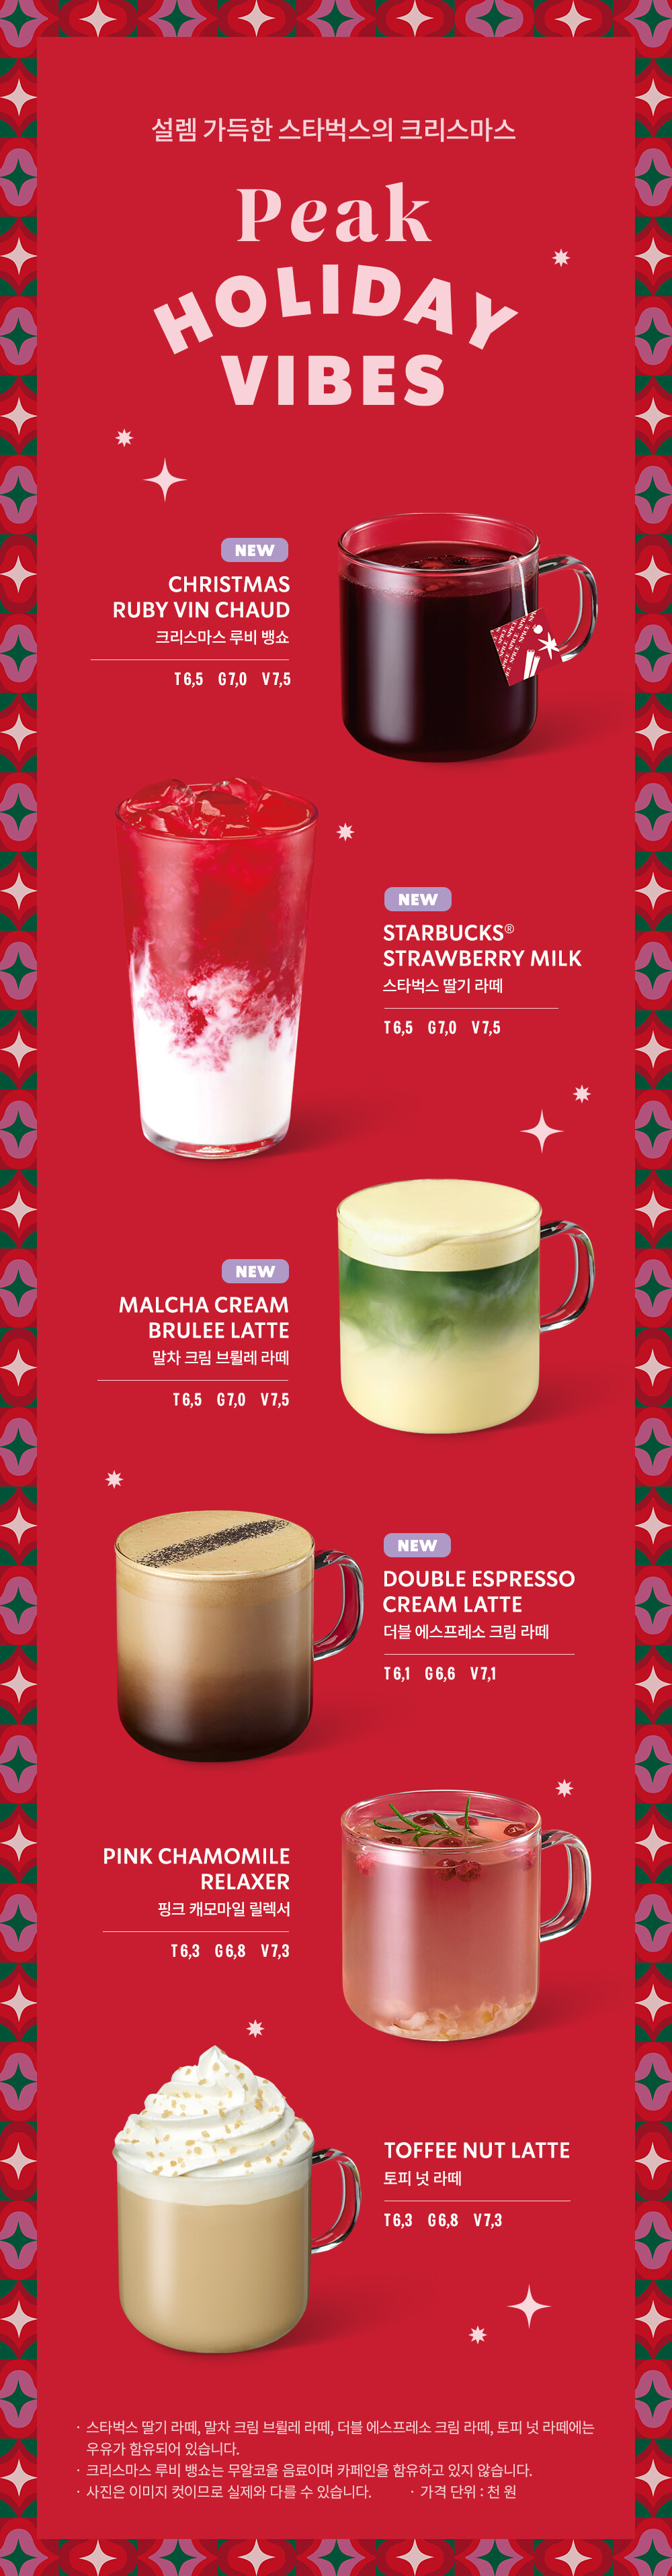 설렘 가득한 스타벅스의 크리스마스
Peak
HOLIDAY
VIBES
NEW
CHRISTMAS
RUBY VIN CHAUD
크리스마스 루비 뱅쇼
T 6,5 G 7,0 V 7,5
SPICE SPICE SPICE
NEW
STARBUCKS®
STRAWBERRY MILK
스타벅스 딸기 라떼
T 6,5 G 7,0 V 7,5
NEW
MALCHA CREAM
BRULEE LATTE
말차 크림 브륄레 라떼
T 6,5 G 7,0 V 7,5
NEW
DOUBLE ESPRESSO
CREAM LATTE
더블 에스프레소 크림 라떼
T 6,1 G 6,6 V 7,1
PINK CHAMOMILE
RELAXER
핑크 캐모마일 릴렉서
T 6,3 G 6,8 V 7,3
TOFFEE NUT LATTE
토피 넛 라떼
T 6,3 G 6,8 V 7,3
· 스타벅스 딸기 라떼, 말차 크림 브륄레 라떼, 더블 에스프레소 크림 라떼, 토피 넛 라떼에는
우유가 함유되어 있습니다.
· 크리스마스 루비 뱅쇼는 무알코올 음료이며 카페인을 함유하고 있지 않습니다.
· 사진은 이미지 컷이므로 실제와 다를 수 있습니다. · 가격 단위 : 천 원